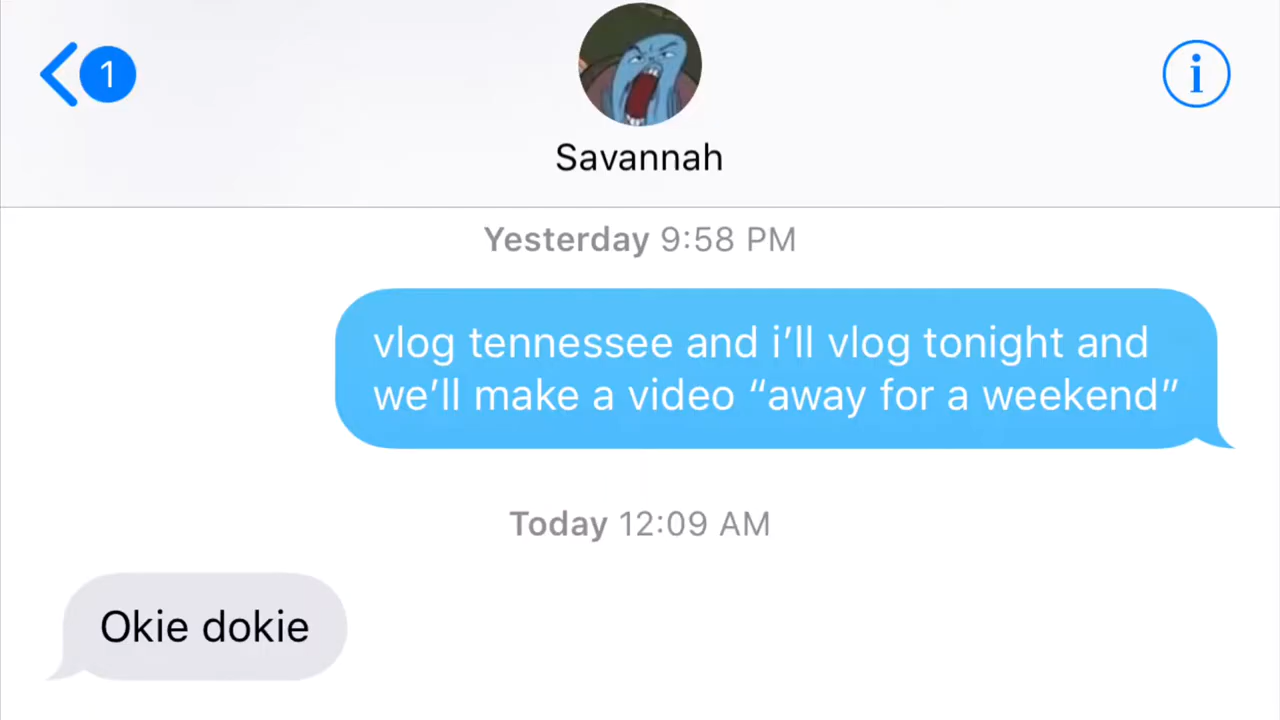 1
i
Savannah
Yesterday 9:58 PM
vlog tennessee and i’ll vlog tonight and
we’ll make a video “away for a weekend”
Today 12:09 AM
Okie dokie